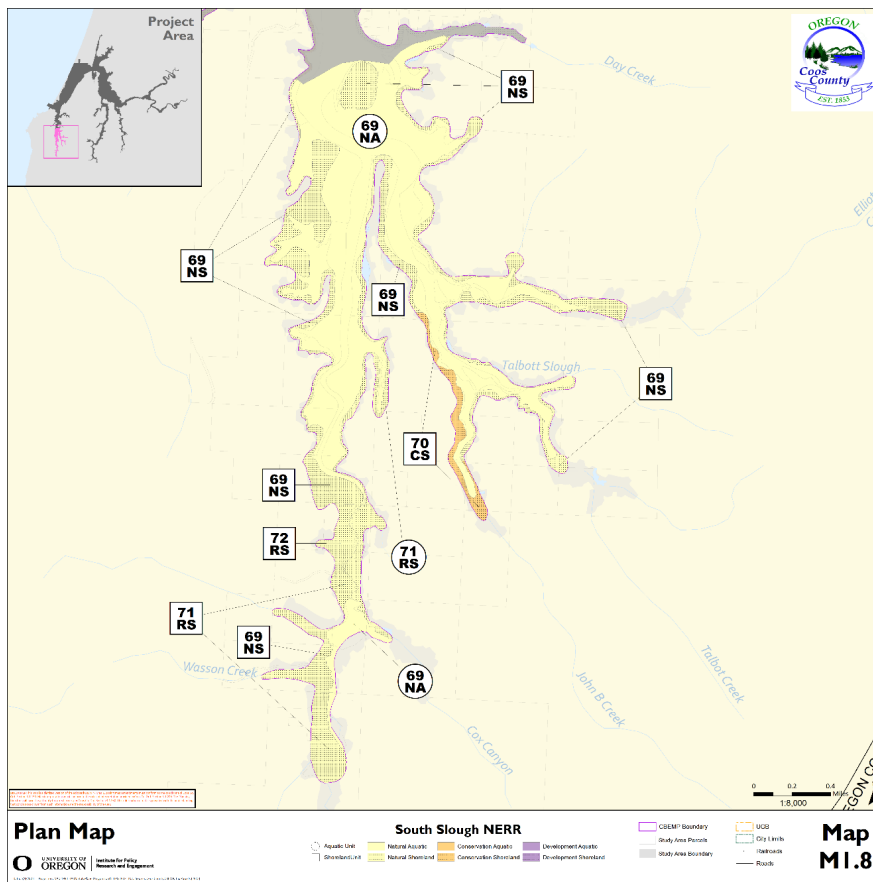 Project
Area
OREGON
Coos
County
EST. 1853
Day Creek
69
NS
69
NA
69
NS
69
NS
Talbott Slough
69
NS
70
CS
69
NS
72
RS
71
RS
71
RS
69
NS
Wasson Creek
69
NA
Talbot Creek
John B Creek
Cox Canyon
0 0.2 0.4
Miles
1:8,000
Plan Map
South Slough NERR
Map
M1.8
Aquatic Unit
Shoreland Unit
Natural Aquatic
Natural Shoreland
Conservation Aquatic
Conservation Shoreland
Development Aquatic
Development Shoreland
CBEMP Boundary
Study Area Parcels
Study Area Boundary
UGB
City Limits
Railroads
Roads
O UNIVERSITY OF OREGON
Institute for Policy
Research and Engagement